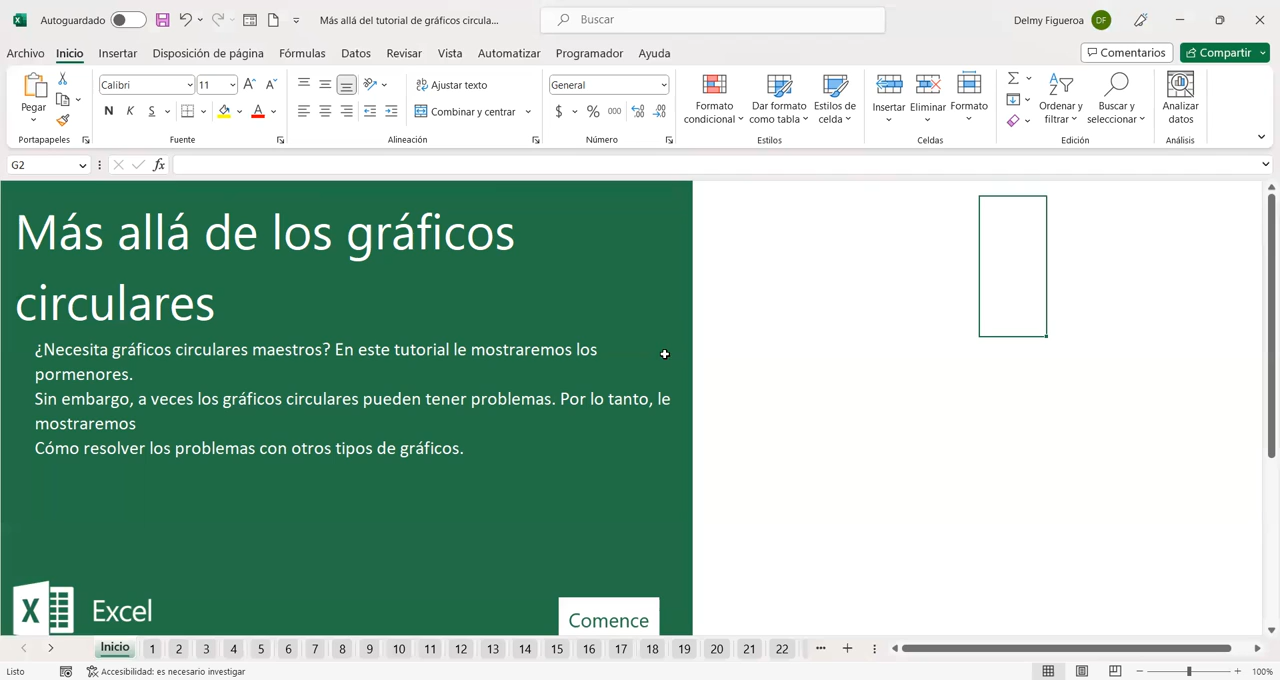 Autoguardado
Más allá del tutorial de gráficos circula...
Buscar
Delmy Figueroa DF
Archivo Inicio Insertar Disposición de página Fórmulas Datos Revisar Vista Automatizar Programador Ayuda
Comentarios Compartir
Pegar
Calibri 11
N K S
Ajustar texto
Combinar y centrar
General
$ % 000
Formato condicional
Dar formato como tabla
Estilos de celda
Insertar Eliminar Formato
Ordenar y filtrar
Buscar y seleccionar
Analizar datos
Portapapeles Fuente Alineación Número Estilos Celdas Edición Análisis
G2 fx
Más allá de los gráficos
circulares
¿Necesita gráficos circulares maestros? En este tutorial le mostraremos los
pormenores.
Sin embargo, a veces los gráficos circulares pueden tener problemas. Por lo tanto, le
mostraremos
Cómo resolver los problemas con otros tipos de gráficos.
X Excel
Comence
Inicio 1 2 3 4 5 6 7 8 9 10 11 12 13 14 15 16 17 18 19 20 21 22 ...
Listo Accesibilidad: es necesario investigar 100%